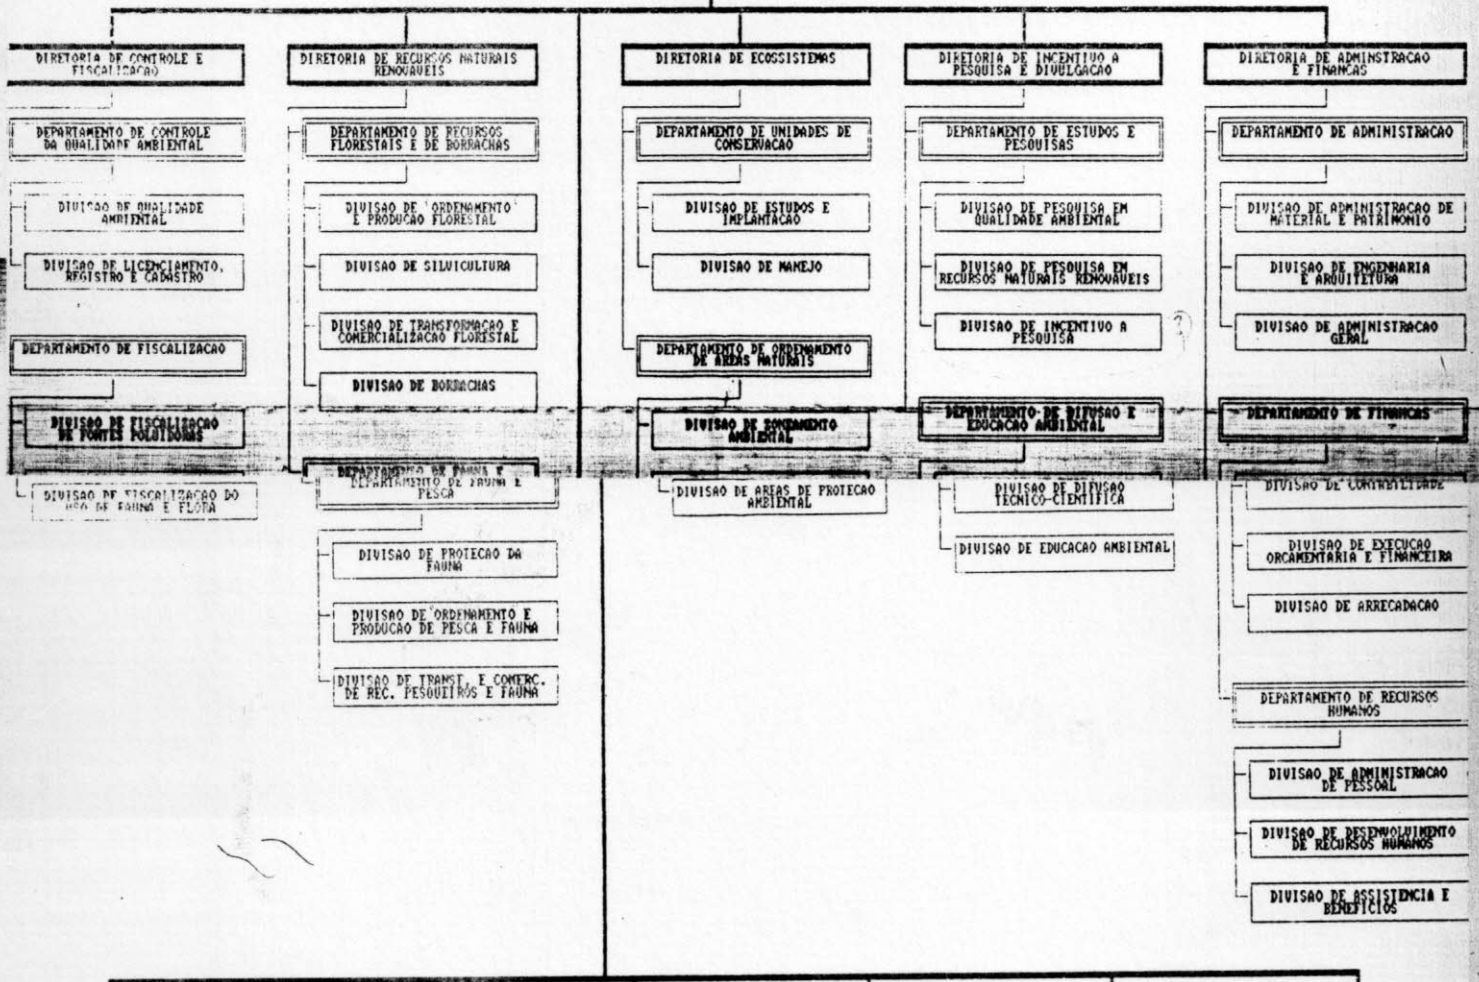 DIRETORIA DE CONTROLE E
FISCALIZACAO
DEPARTAMENTO DE CONTROLE
DA QUALIDADE AMBIENTAL
DIVISAO DE QUALIDADE
AMBIENTAL
DIVISAO DE LICENCIAMENTO,
REGISTRO E CADASTRO
DEPARTAMENTO DE FISCALIZACAO
DIVISAO DE FISCALIZACAO
DE FONTES POLUIDORAS
DIVISAO DE FISCALIZACAO DO
USO DE FAUNA E FLORA
DIRETORIA DE RECURSOS NATURAIS
RENOVAVEIS
DEPARTAMENTO DE RECURSOS
FLORESTAIS E DE BORRACHAS
DIVISAO DE ORDENAMENTO
E PRODUCAO FLORESTAL
DIVISAO DE SILVICULTURA
DIVISAO DE TRANSFORMACAO E
COMERCIALIZACAO FLORESTAL
DIVISAO DE BORRACHAS
DEPARTAMENTO DE FAUNA E
DEPARTAMENTO DE FAUNA E
PESCA
DIVISAO DE PROTECAO DA
FAUNA
DIVISAO DE ORDENAMENTO E
PRODUCAO DE PESCA E FAUNA
DIVISAO DE TRANSF. E COMERC.
DE REC. PESQUEIROS E FAUNA
DIRETORIA DE ECOSSISTEMAS
DEPARTAMENTO DE UNIDADES DE
CONSERVACAO
DIVISAO DE ESTUDOS E
IMPLANTACAO
DIVISAO DE MANEJO
DEPARTAMENTO DE ORDENAMENTO
DE AREAS NATURAIS
DIVISAO DE ZONEAMENTO
AMBIENTAL
DIVISAO DE AREAS DE PROTECAO
AMBIENTAL
DIRETORIA DE INCENTIVO A
PESQUISA E DIVULGACAO
DEPARTAMENTO DE ESTUDOS E
PESQUISAS
DIVISAO DE PESQUISA EM
QUALIDADE AMBIENTAL
DIVISAO DE PESQUISA EM
RECURSOS NATURAIS RENOVAVEIS
DIVISAO DE INCENTIVO A
PESQUISA
?
DEPARTAMENTO DE DIFUSAO E
EDUCACAO AMBIENTAL
DIVISAO DE DIFUSAO
TECNICO-CIENTIFICA
DIVISAO DE EDUCACAO AMBIENTAL
DIRETORIA DE ADMINSTRACAO
E FINANCAS
DEPARTAMENTO DE ADMINISTRACAO
DIVISAO DE ADMINISTRACAO DE
MATERIAL E PATRIMONIO
DIVISAO DE ENGENHARIA
E ARQUITETURA
DIVISAO DE ADMINISTRACAO
GERAL
DEPARTAMENTO DE FINANCAS
DIVISAO DE CONTABILIDADE
DIVISAO DE EXECUCAO
ORCAMENTARIA E FINANCEIRA
DIVISAO DE ARRECADACAO
DEPARTAMENTO DE RECURSOS
HUMANOS
DIVISAO DE ADMINISTRACAO
DE PESSOAL
DIVISAO DE DESENVOLVIMENTO
DE RECURSOS HUMANOS
DIVISAO DE ASSISTENCIA E
BENEFICIOS